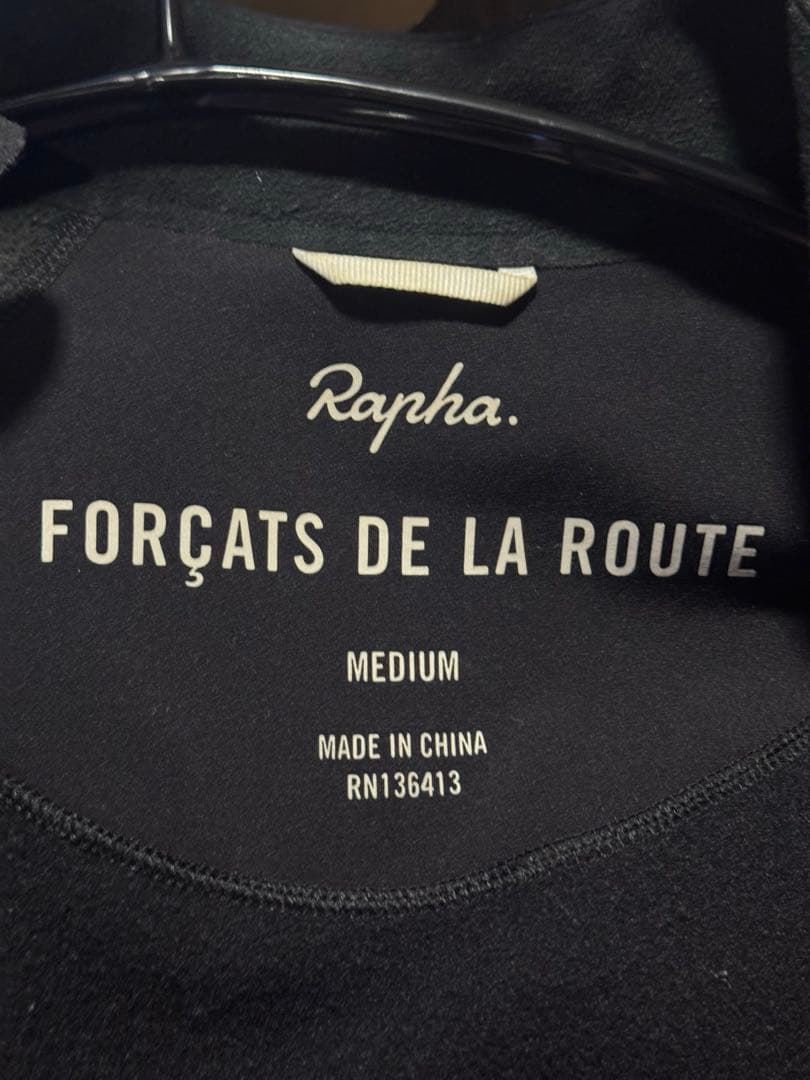 Rapha.
FORÇATS DE LA ROUTE
MEDIUM
MADE IN CHINA
RN136413